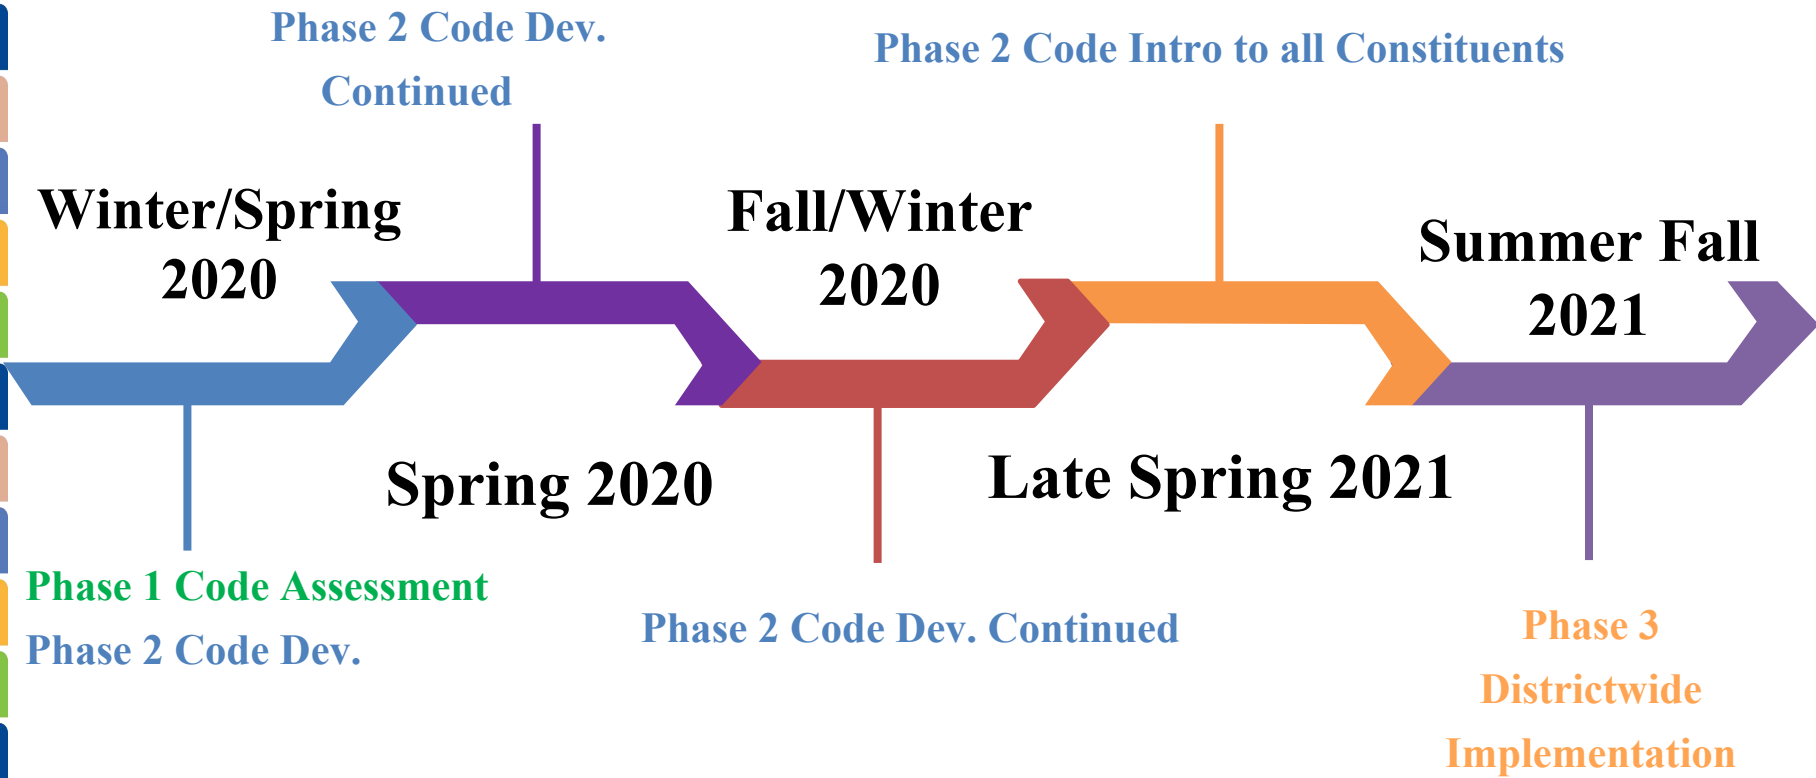 Phase 2 Code Dev.
Continued
Phase 2 Code Intro to all Constituents
Winter/Spring
2020
Fall/Winter
2020
Summer Fall
2021
Spring 2020
Late Spring 2021
Phase 1 Code Assessment
Phase 2 Code Dev.
Phase 2 Code Dev. Continued
Phase 3
Districtwide
Implementation